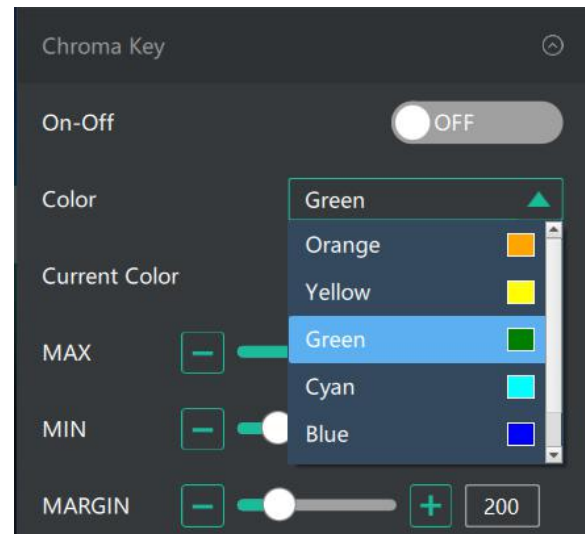 Chroma Key
On-Off OFF
Color Green
Orange
Current Color
Yellow
MAX
Green
Cyan
MIN
Blue
MARGIN 200